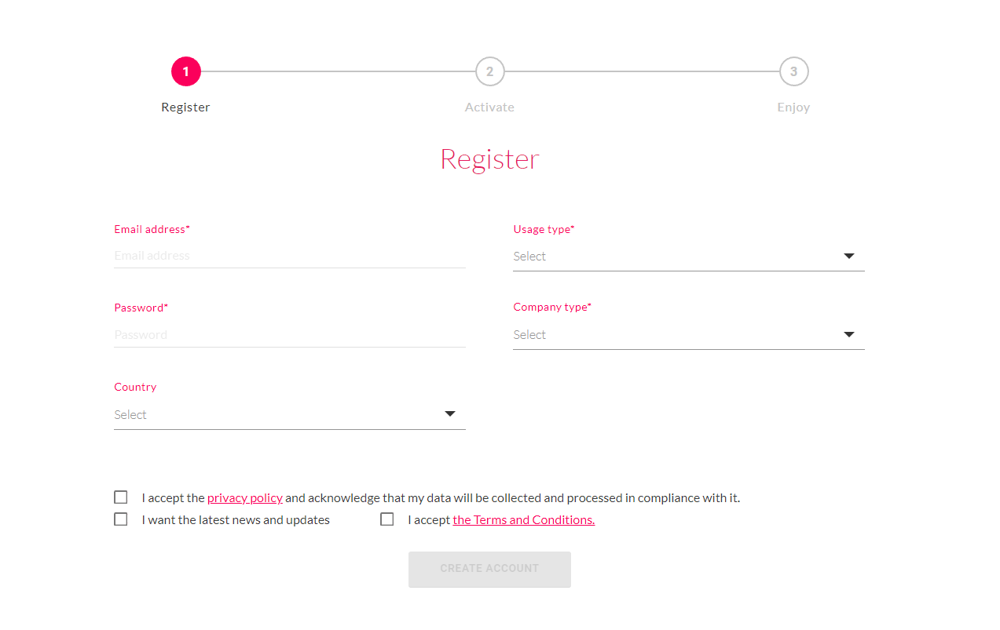 1
2
3
Register
Activate
Enjoy
Register
Email address*
Usage type*
Email address
Select
Password*
Company type*
Password
Select
Country
Select
I accept the privacy policy and acknowledge that my data will be collected and processed in compliance with it.
I want the latest news and updates
I accept the Terms and Conditions.
CREATE ACCOUNT